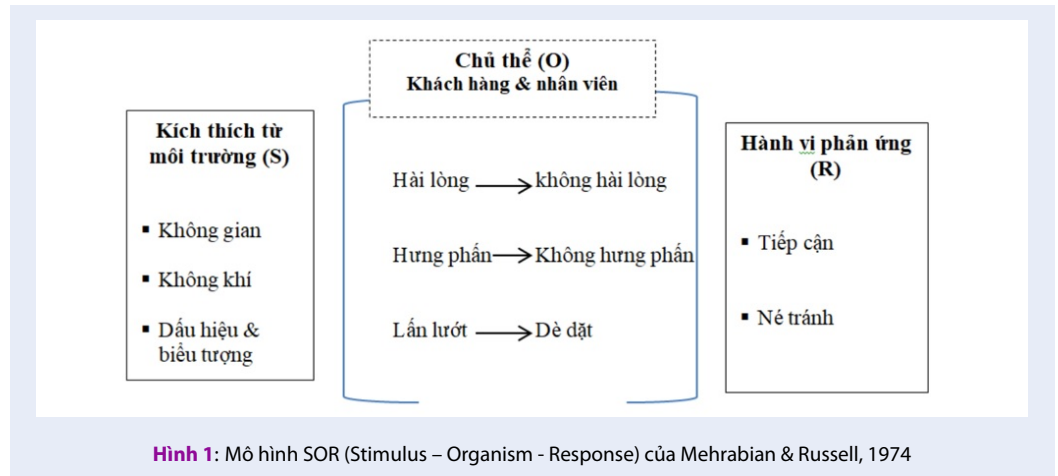 Chủ thể (O)
Khách hàng & nhân viên
Kích thích từ
môi trường (S)
▪ Không gian
▪ Không khí
▪ Dấu hiệu &
biểu tượng
Hài lòng → không hài lòng
Hưng phấn → Không hưng phấn
Lấn lướt → Dè dặt
Hành vi phản ứng
(R)
▪ Tiếp cận
▪ Né tránh
Hình 1: Mô hình SOR (Stimulus – Organism - Response) của Mehrabian & Russell, 1974